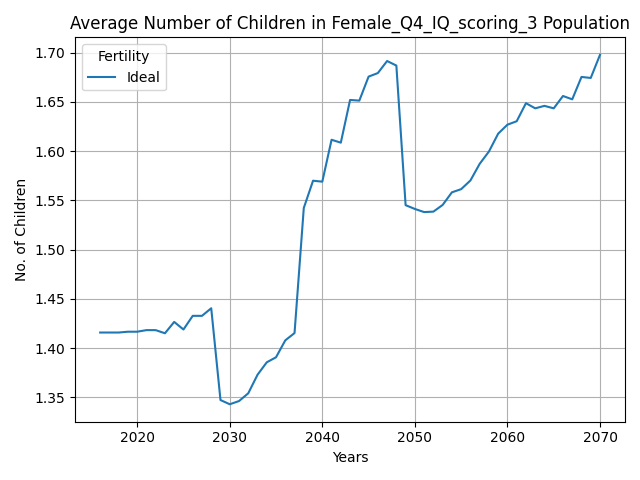 Average Number of Children in Female_Q4_IQ_scoring_3 Population
Fertility
Ideal
No. of Children
1.70
1.65
1.60
1.55
1.50
1.45
1.40
1.35
2020 2030 2040 2050 2060 2070
Years